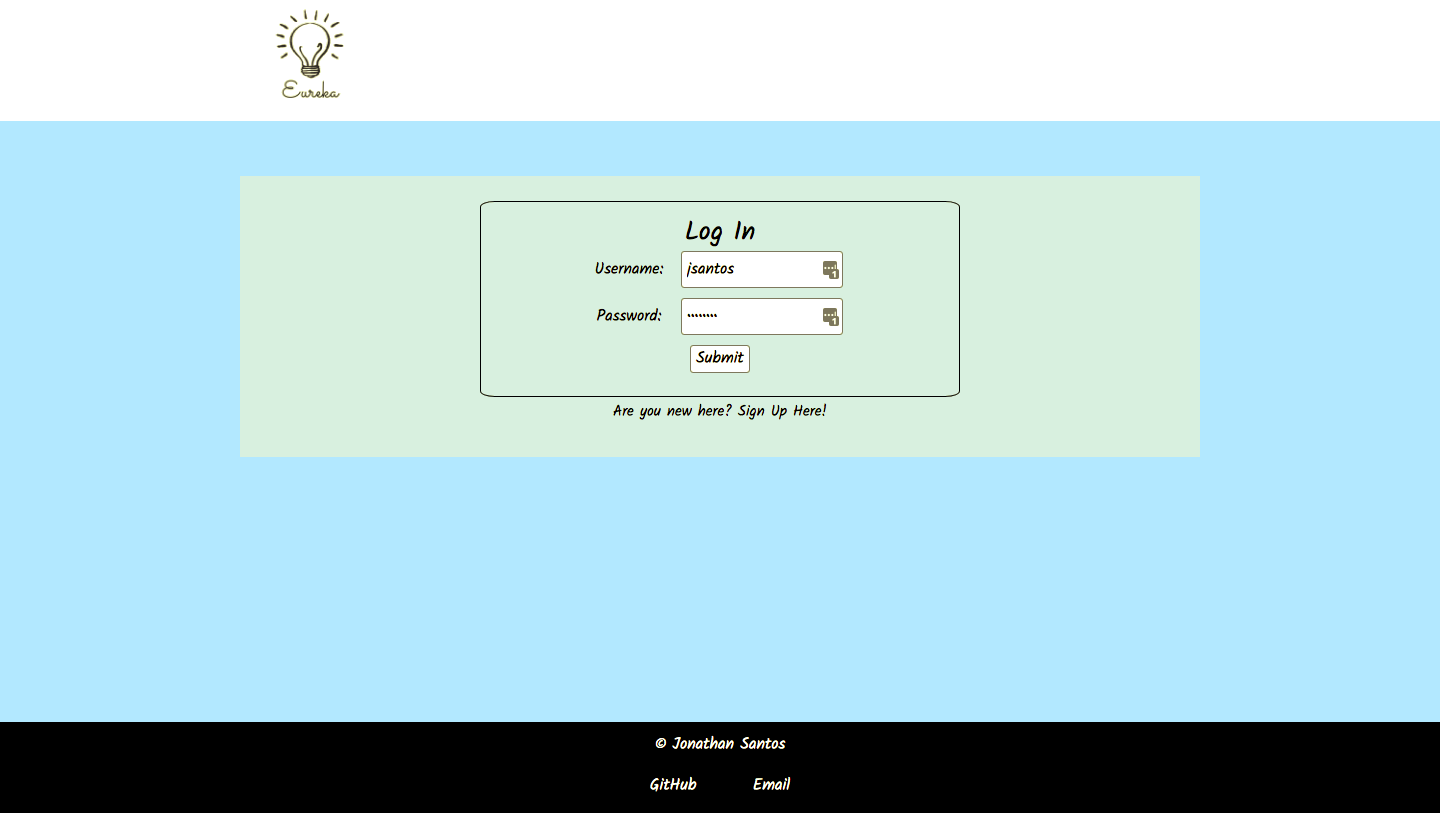 Eureka
Log In
Username: jsantos
Password: ········
Submit
Are you new here? Sign Up Here!
© Jonathan Santos
GitHub Email